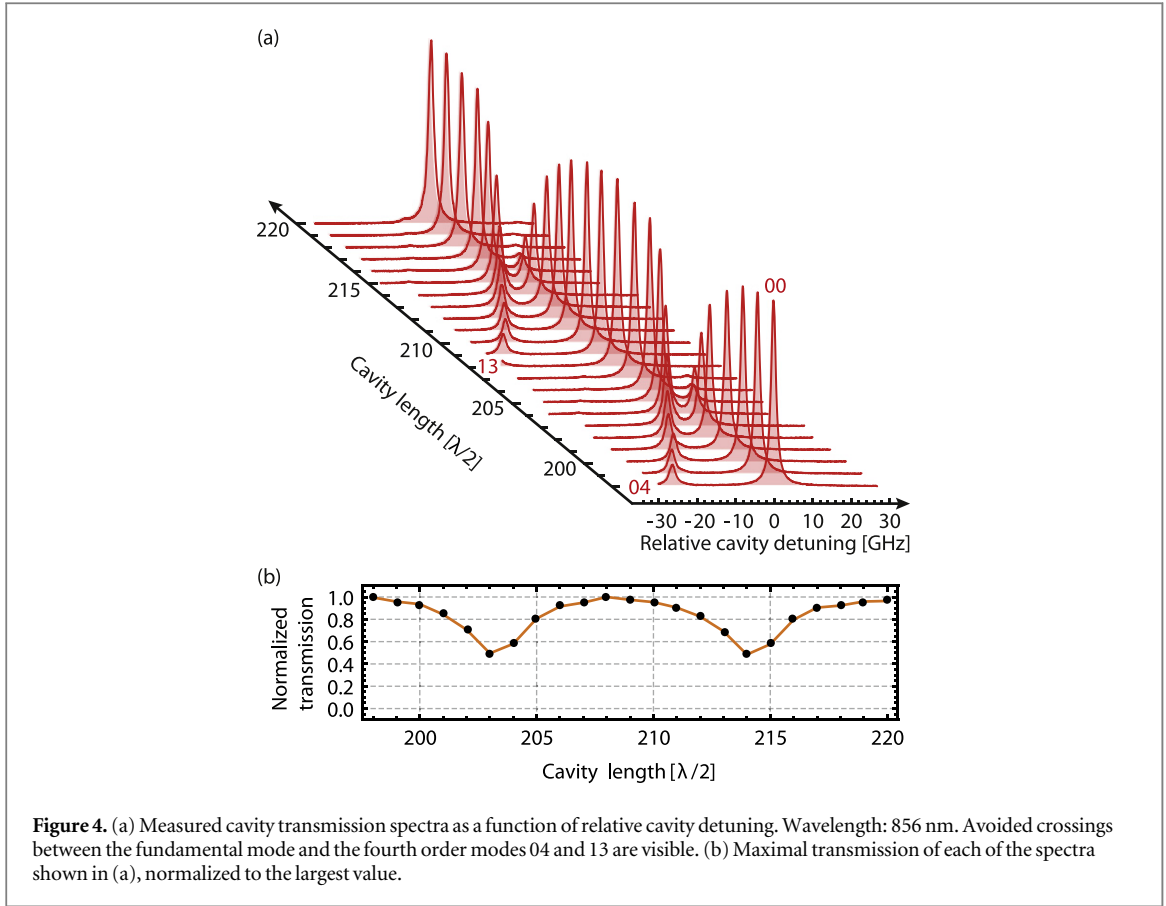 (a)
00
220
215
210
13
205
200
04
Cavity length [λ/2]
-30 -20 -10 0 10 20 30
Relative cavity detuning [GHz]
(b)
Normalized
transmission
1.0
0.8
0.6
0.4
0.2
0.0
200 205 210 215 220
Cavity length [λ/2]
Figure 4. (a) Measured cavity transmission spectra as a function of relative cavity detuning. Wavelength: 856 nm. Avoided crossings
between the fundamental mode and the fourth order modes 04 and 13 are visible. (b) Maximal transmission of each of the spectra
shown in (a), normalized to the largest value.